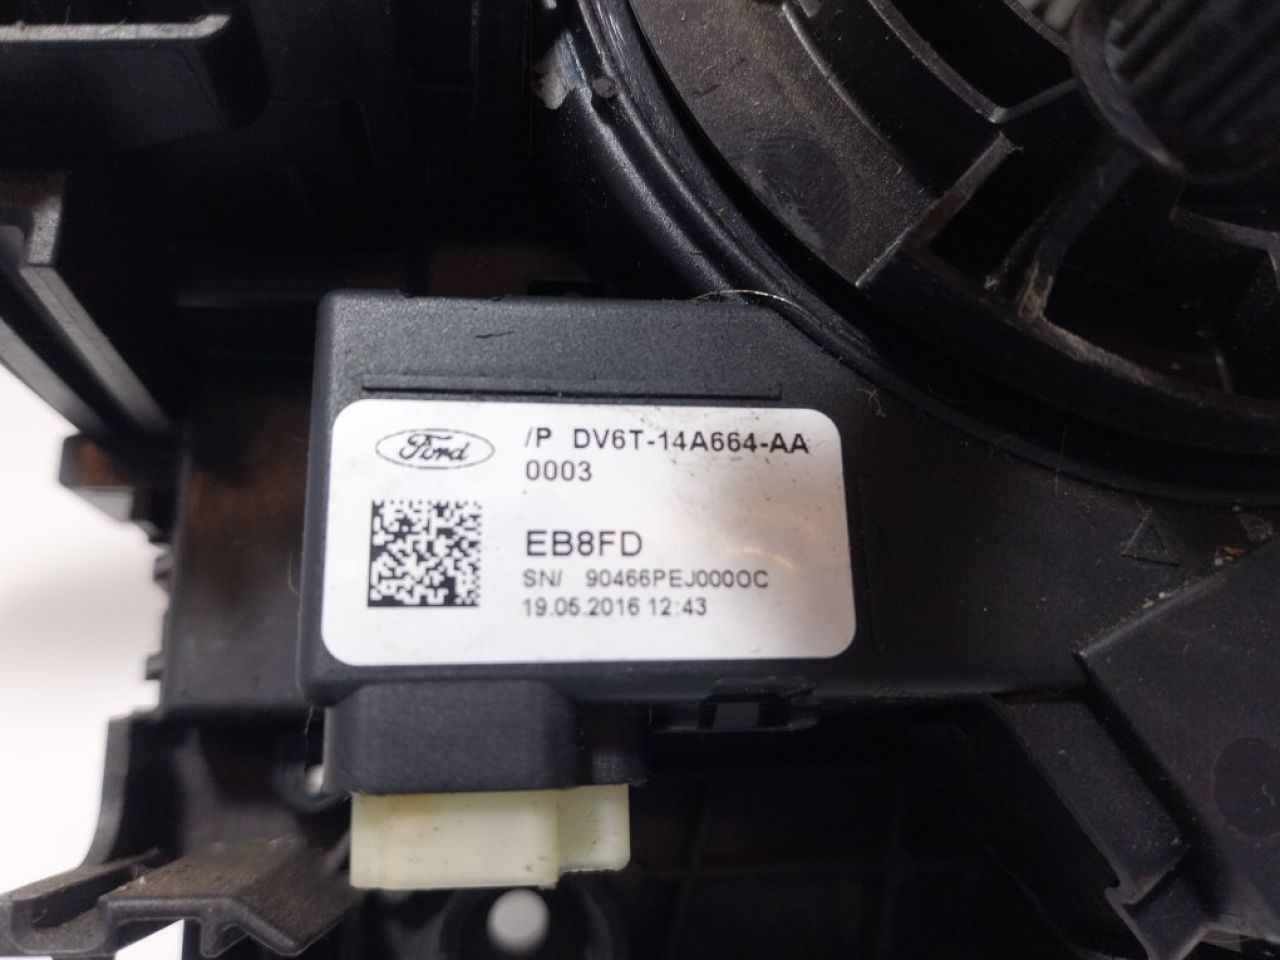 Ford
/P DV6T-14A664-AA
0003
EB8FD
SN/ 90466PEJ0000C
19.05.2016 12:43